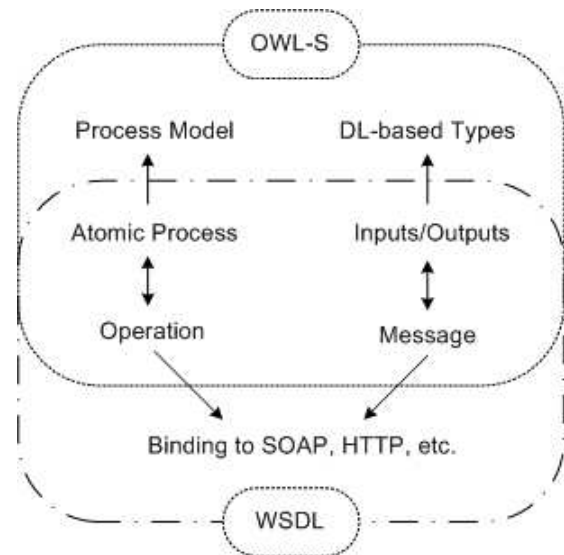 OWL-S
Process Model
DL-based Types
Atomic Process
Inputs/Outputs
Operation
Message
Binding to SOAP, HTTP, etc.
WSDL